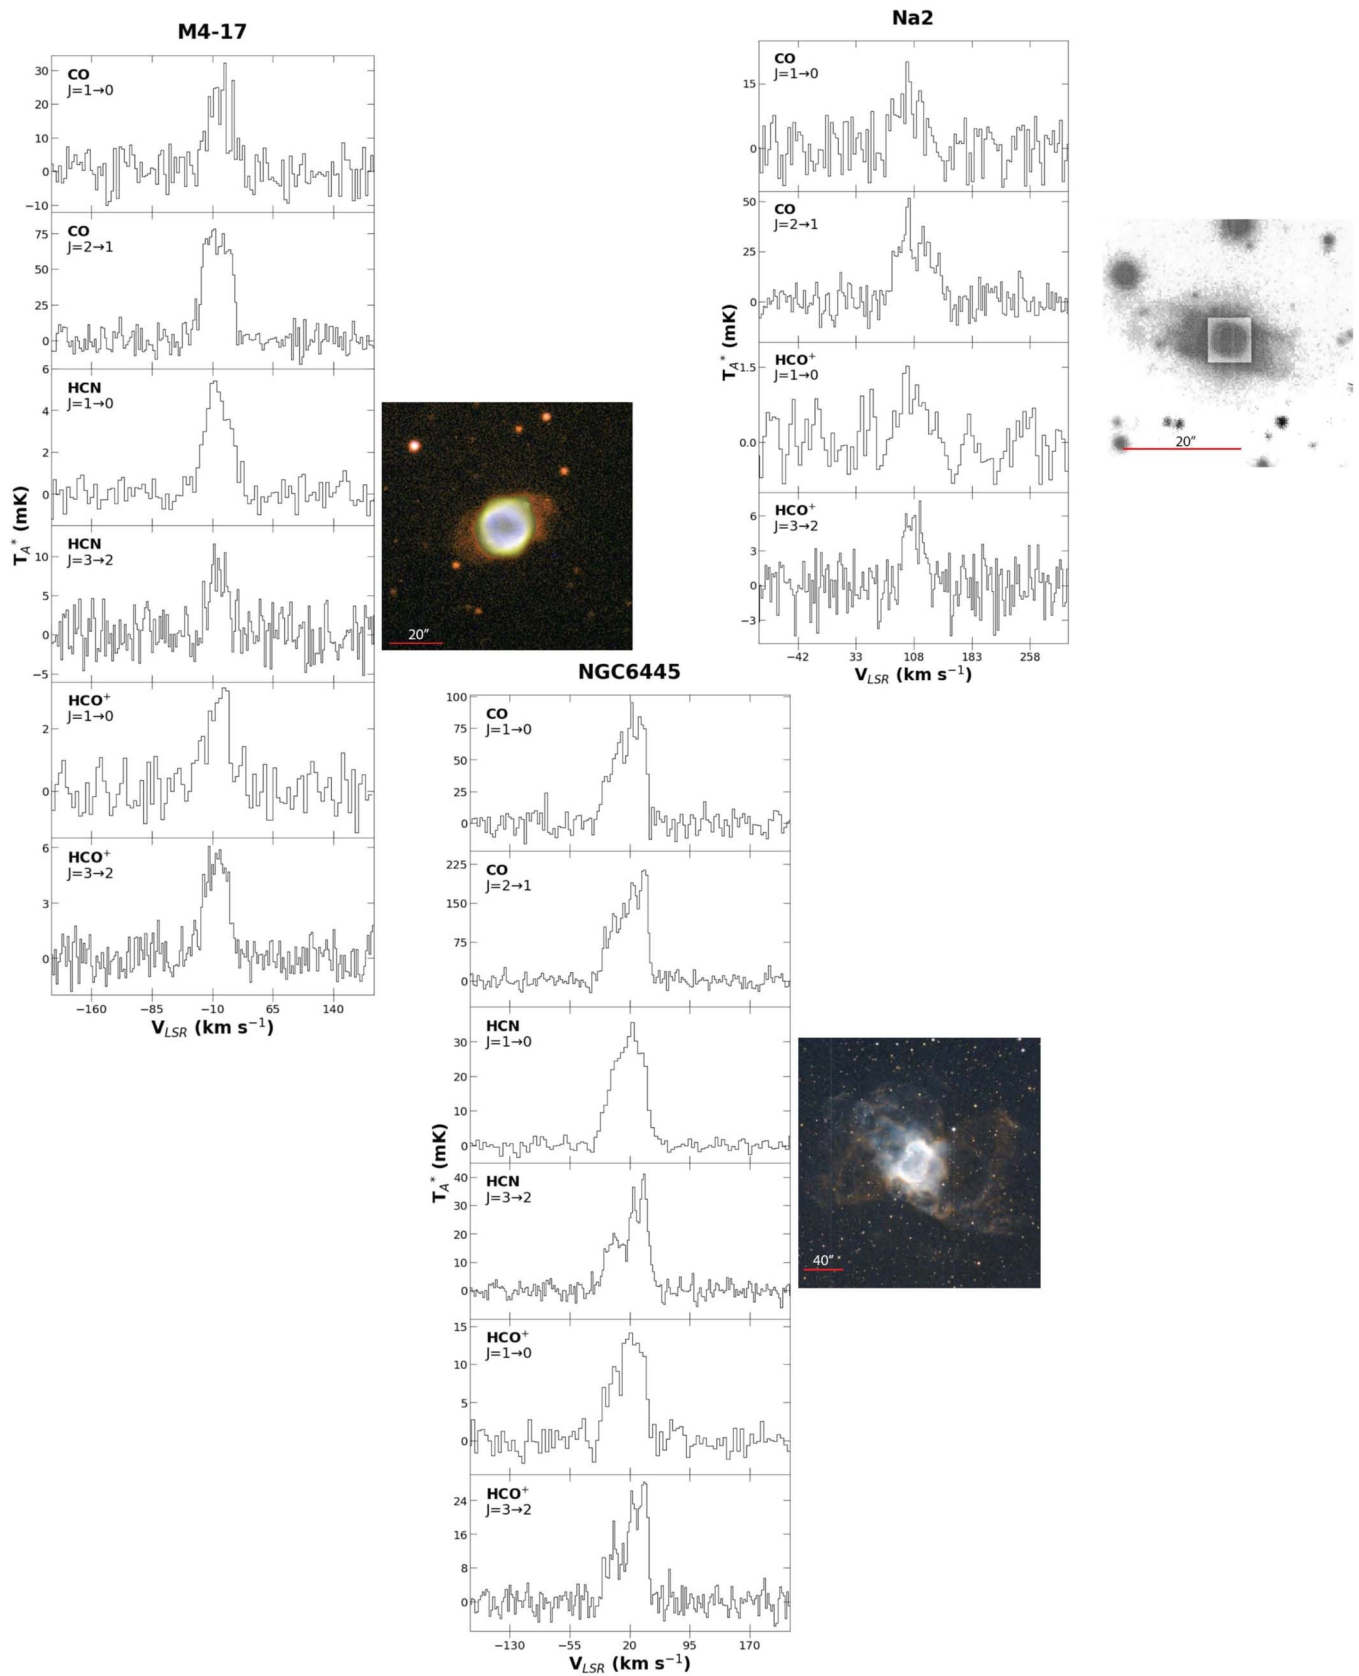 M4-17
CO
J=1→0
30
20
10
0
−10
CO
J=2→1
75
50
25
0
HCN
J=1→0
6
4
2
0
HCN
J=3→2
10
5
0
−5
HCO⁺
J=1→0
2
0
HCO⁺
J=3→2
6
3
0
T_A* (mK)
−160 −85 −10 65 140
V_LSR (km s⁻¹)
20″
Na2
CO
J=1→0
15
0
CO
J=2→1
50
25
0
HCO⁺
J=1→0
1.5
0.0
HCO⁺
J=3→2
6
3
0
−3
T_A* (mK)
−42 33 108 183 258
V_LSR (km s⁻¹)
20″
NGC6445
CO
J=1→0
100
75
50
25
0
CO
J=2→1
225
150
75
0
HCN
J=1→0
30
20
10
0
HCN
J=3→2
40
30
20
10
0
HCO⁺
J=1→0
15
10
5
0
HCO⁺
J=3→2
24
16
8
0
T_A* (mK)
−130 −55 20 95 170
V_LSR (km s⁻¹)
40″